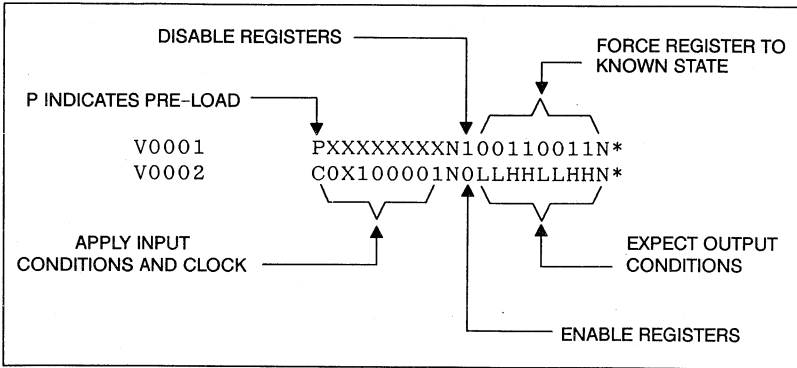 DISABLE REGISTERS
FORCE REGISTER TO
KNOWN STATE
P INDICATES PRE-LOAD
V0001 PXXXXXXXXN100110011N*
V0002 C0X100001N0LLHHLLHHN*
APPLY INPUT
CONDITIONS AND CLOCK
EXPECT OUTPUT
CONDITIONS
ENABLE REGISTERS